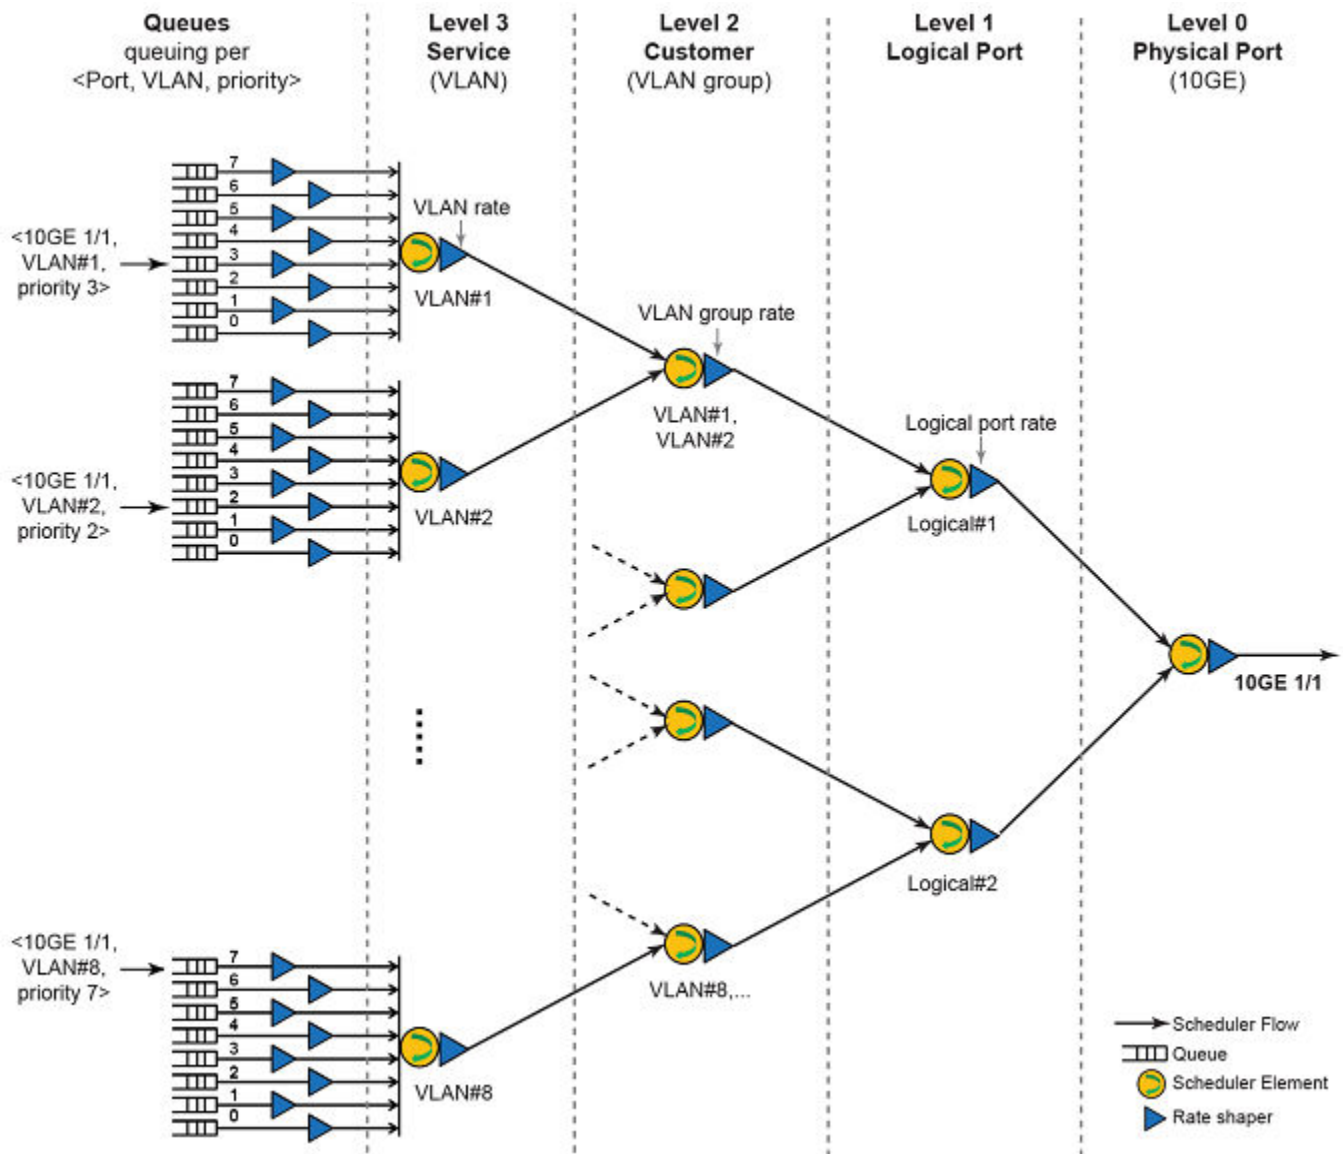 Queues
queuing per
<Port, VLAN, priority>
Level 3
Service
(VLAN)
Level 2
Customer
(VLAN group)
Level 1
Logical Port
Level 0
Physical Port
(10GE)
<10GE 1/1,
VLAN#1,
priority 3>
7
6
5
4
3
2
1
0
VLAN rate
VLAN#1
VLAN group rate
VLAN#1,
VLAN#2
<10GE 1/1,
VLAN#2,
priority 2>
7
6
5
4
3
2
1
0
VLAN#2
Logical port rate
Logical#1
10GE 1/1
Logical#2
<10GE 1/1,
VLAN#8,
priority 7>
7
6
5
4
3
2
1
0
VLAN#8
VLAN#8,...
Scheduler Flow
Queue
Scheduler Element
Rate shaper